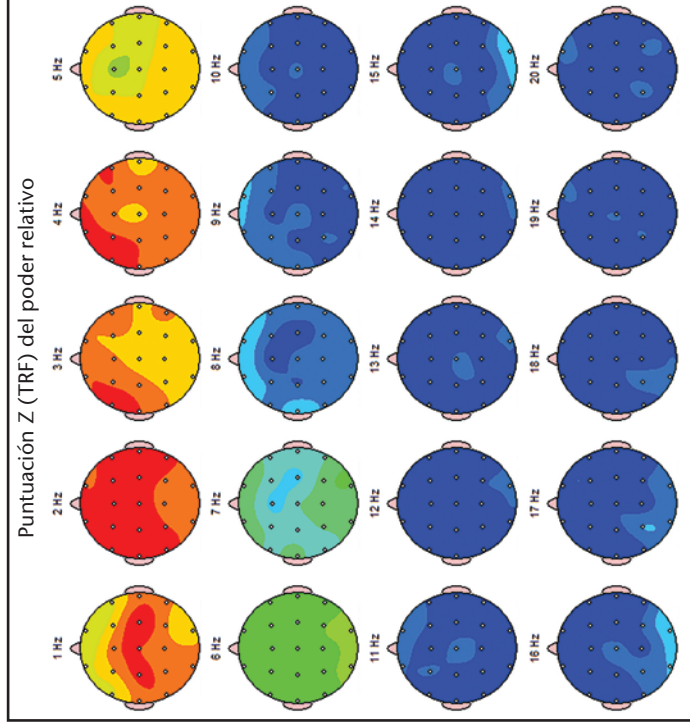 Puntuación Z (TRF) del poder relativo
1 Hz
2 Hz
3 Hz
4 Hz
5 Hz
6 Hz
7 Hz
8 Hz
9 Hz
10 Hz
11 Hz
12 Hz
13 Hz
14 Hz
15 Hz
16 Hz
17 Hz
18 Hz
19 Hz
20 Hz